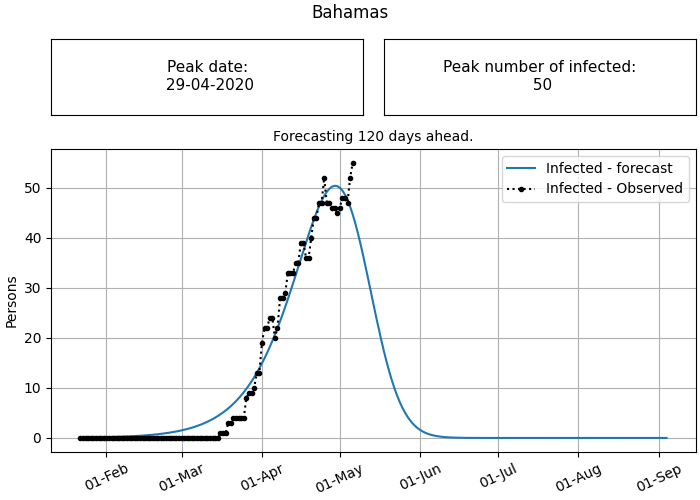 Bahamas
Peak date:
29-04-2020
Peak number of infected:
50
Forecasting 120 days ahead.
Infected - forecast
Infected - Observed
Persons
50
40
30
20
10
0
01-Feb
01-Mar
01-Apr
01-May
01-Jun
01-Jul
01-Aug
01-Sep